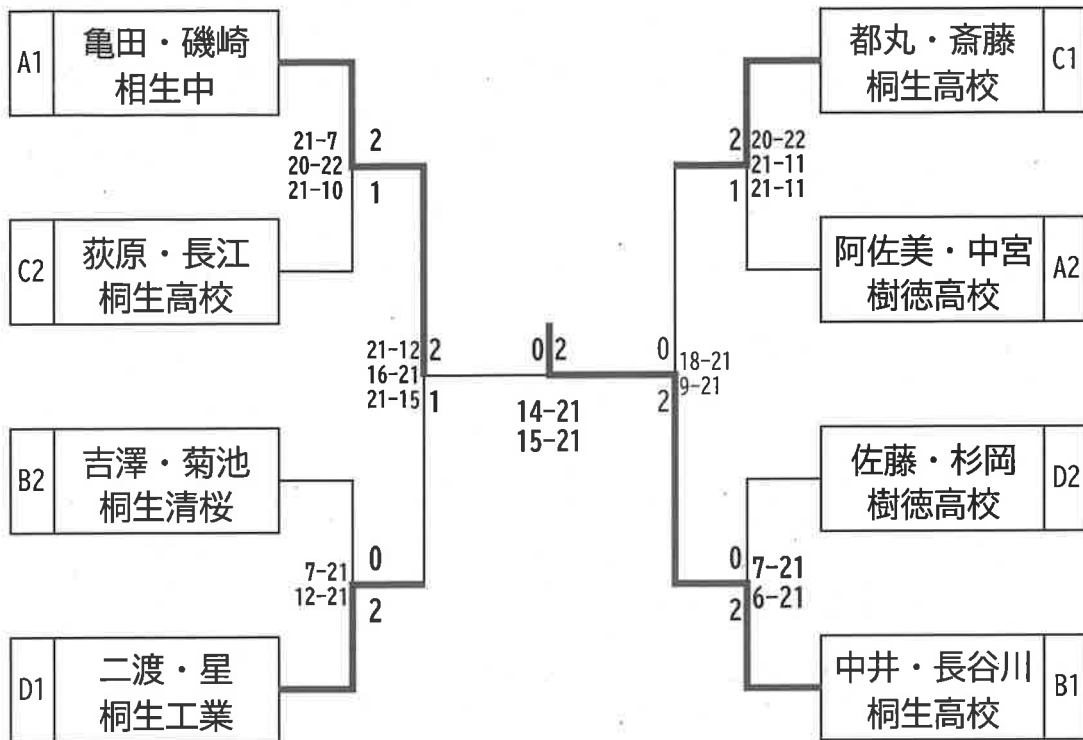 A1
亀田・磯崎
相生中
21-7
20-22
21-10
2
1
C2
荻原・長江
桐生高校
21-12
16-21
21-15
2
1
B2
吉澤・菊池
桐生清桜
7-21
12-21
0
2
D1
二渡・星
桐生工業
0
2
14-21
15-21
都丸・斎藤
桐生高校
C1
2
1
20-22
21-11
21-11
阿佐美・中宮
樹徳高校
A2
0
2
18-21
9-21
佐藤・杉岡
樹徳高校
D2
0
2
7-21
6-21
中井・長谷川
桐生高校
B1